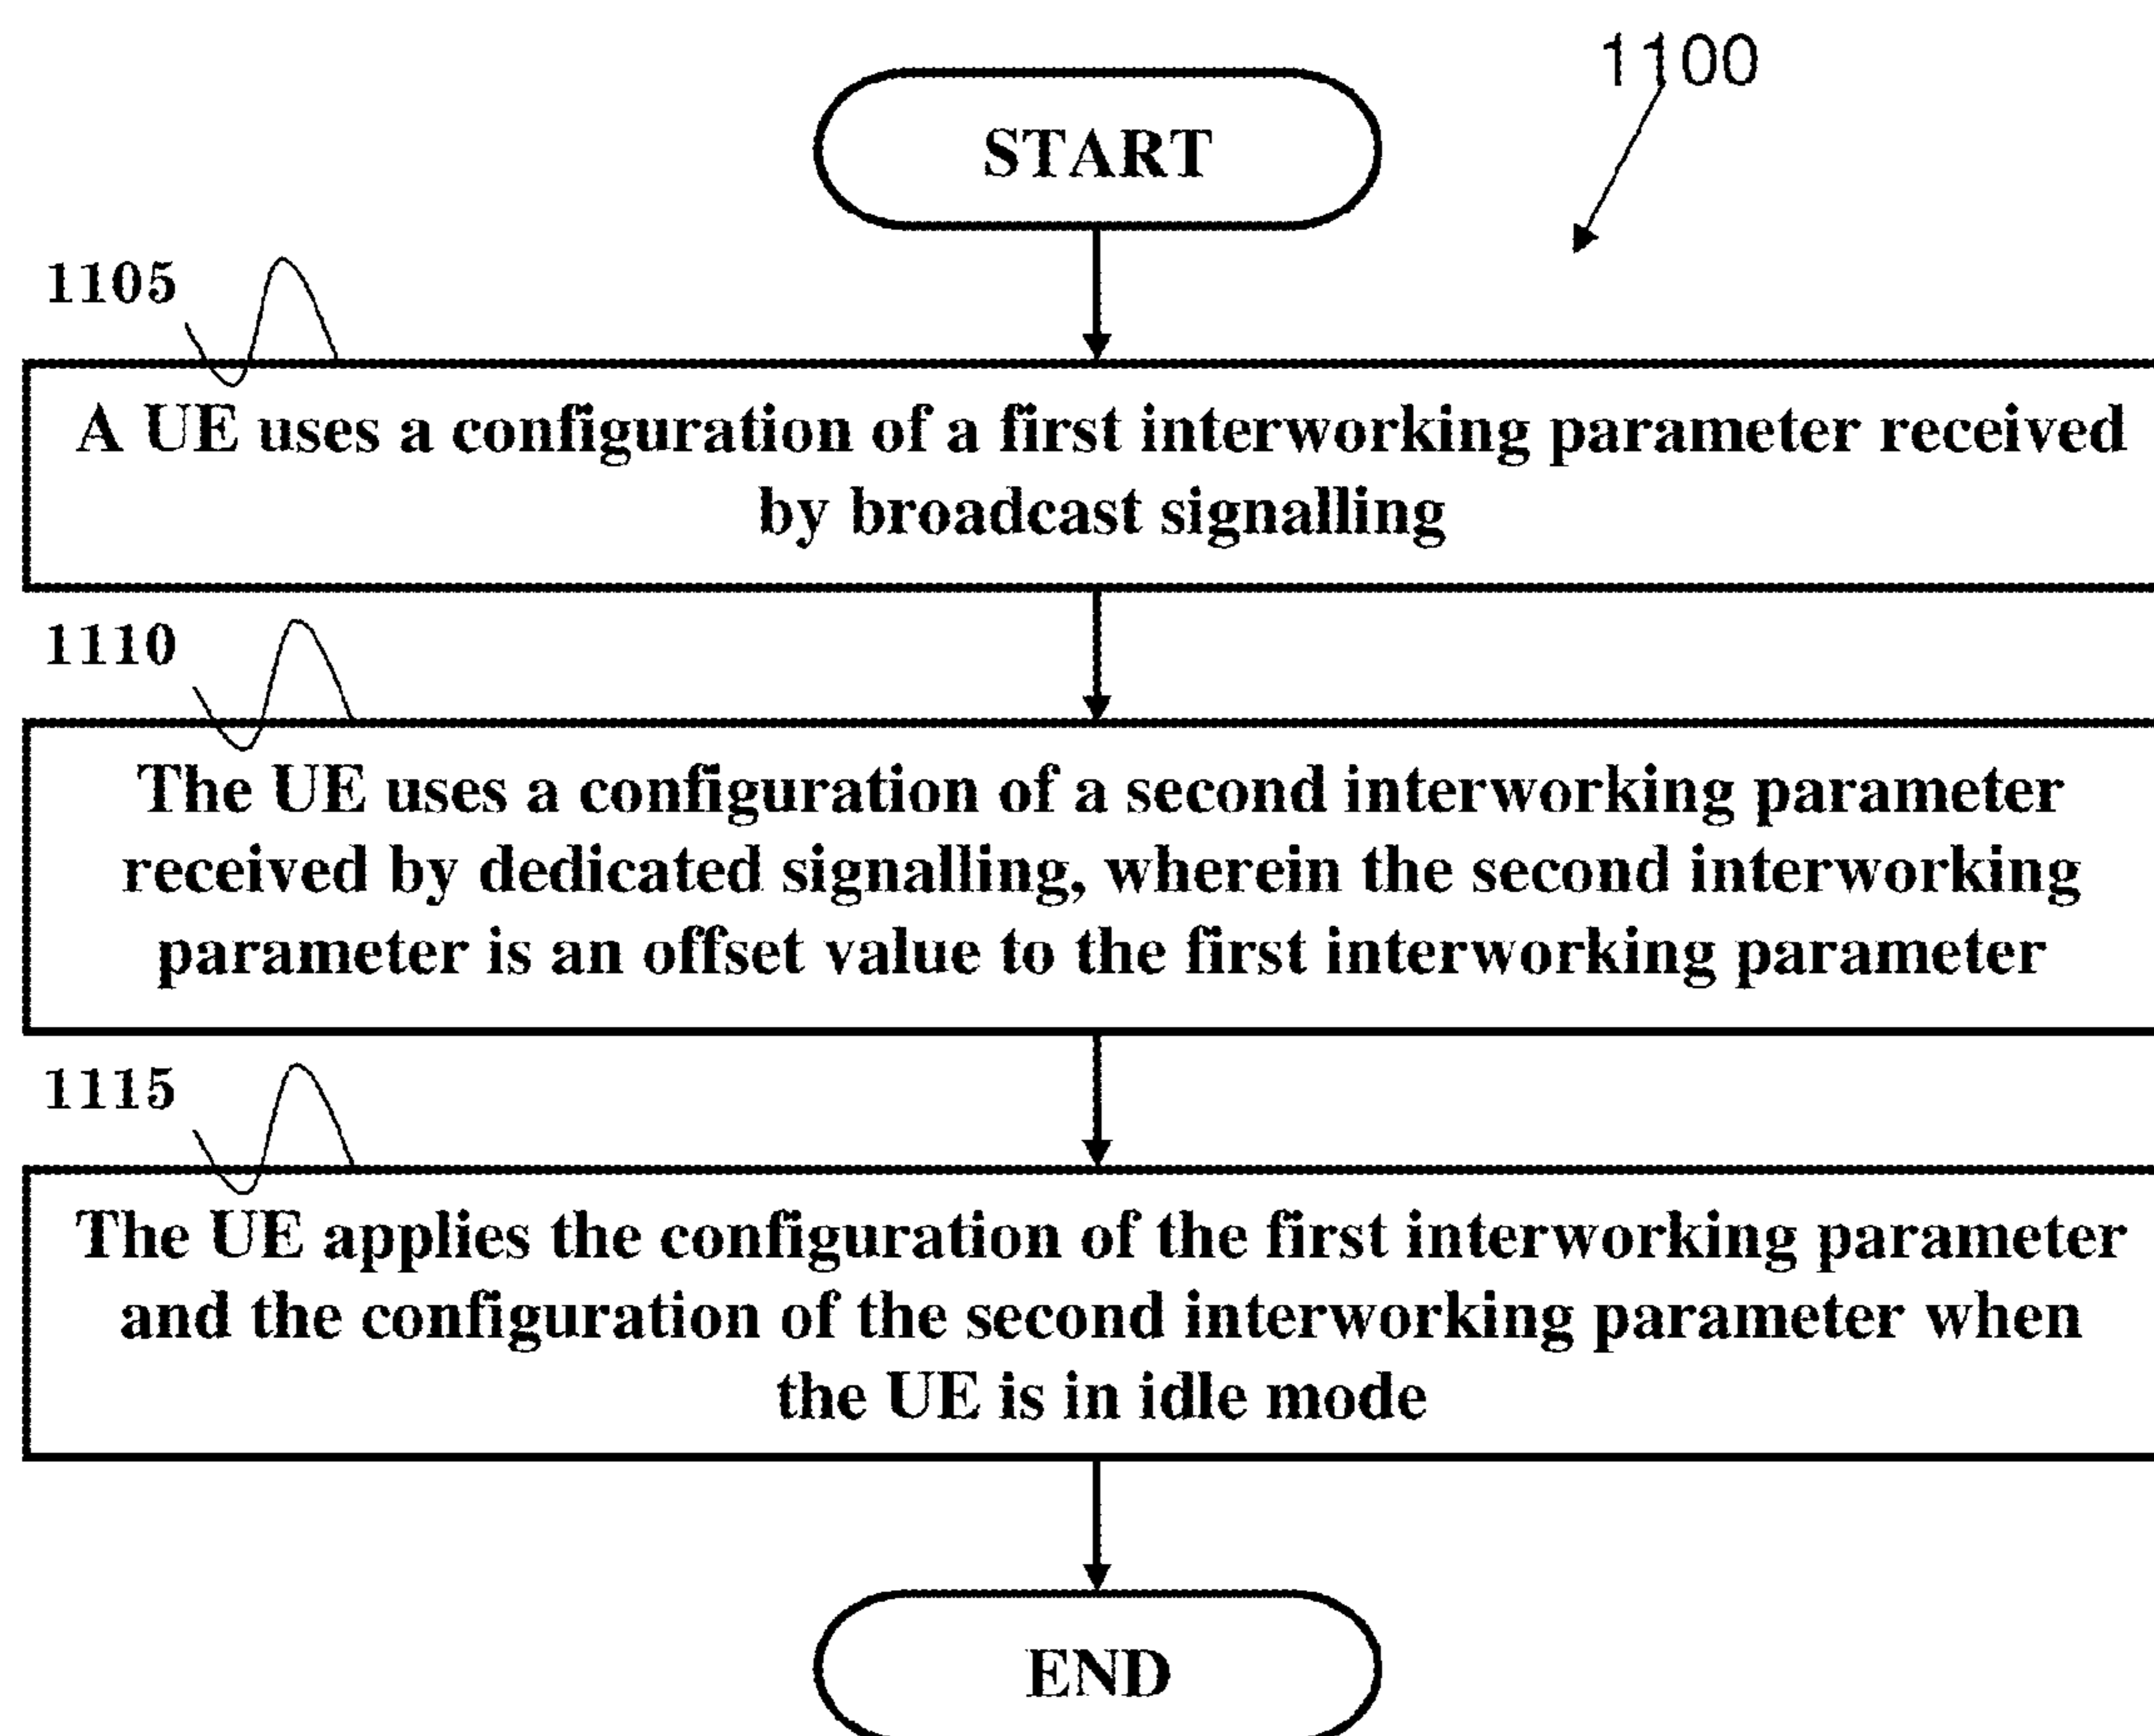 1100
START
1105
A UE uses a configuration of a first interworking parameter received
by broadcast signalling
1110
The UE uses a configuration of a second interworking parameter
received by dedicated signalling, wherein the second interworking
parameter is an offset value to the first interworking parameter
1115
The UE applies the configuration of the first interworking parameter
and the configuration of the second interworking parameter when
the UE is in idle mode
END